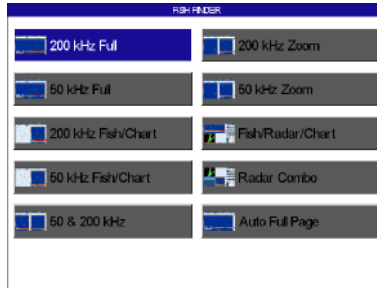 FISH FINDER
200 kHz Full
200 kHz Zoom
50 kHz Full
50 kHz Zoom
200 kHz Fish/Chart
Fish/Radar/Chart
50 kHz Fish/Chart
Radar Combo
50 & 200 kHz
Auto Full Page